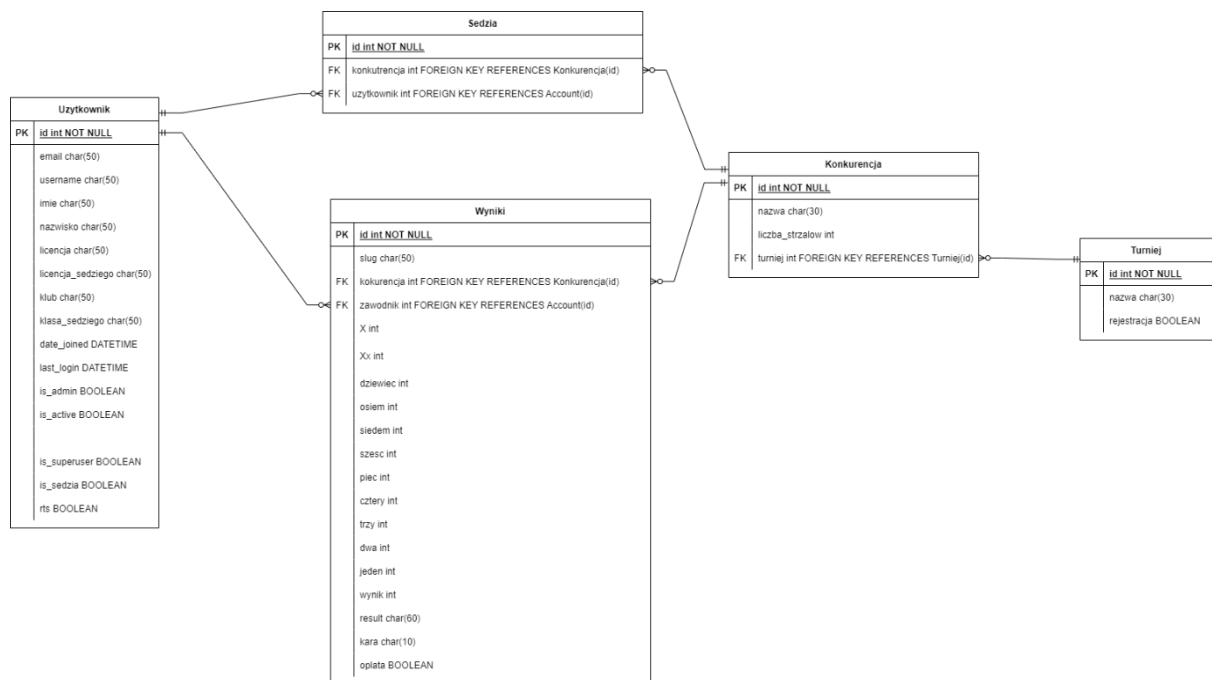 Sedzia
PK id int NOT NULL
FK konkutrencja int FOREIGN KEY REFERENCES Konkurencja(id)
FK uzytkownik int FOREIGN KEY REFERENCES Account(id)
Uzytkownik
PK id int NOT NULL
email char(50)
username char(50)
imie char(50)
nazwisko char(50)
licencja char(50)
licencja_sedziego char(50)
klub char(50)
klasa_sedziego char(50)
date_joined DATETIME
last_login DATETIME
is_admin BOOLEAN
is_active BOOLEAN
is_superuser BOOLEAN
is_sedzia BOOLEAN
rts BOOLEAN
Wyniki
PK id int NOT NULL
slug char(50)
FK kokurencja int FOREIGN KEY REFERENCES Konkurencja(id)
FK zawodnik int FOREIGN KEY REFERENCES Account(id)
X int
Xx int
dziewiec int
osiem int
siedem int
szesc int
piec int
cztery int
trzy int
dwa int
jeden int
wynik int
result char(60)
kara char(10)
oplata BOOLEAN
Konkurencja
PK id int NOT NULL
nazwa char(30)
liczba_strzalow int
FK turniej int FOREIGN KEY REFERENCES Turniej(id)
Turniej
PK id int NOT NULL
nazwa char(30)
rejestracja BOOLEAN